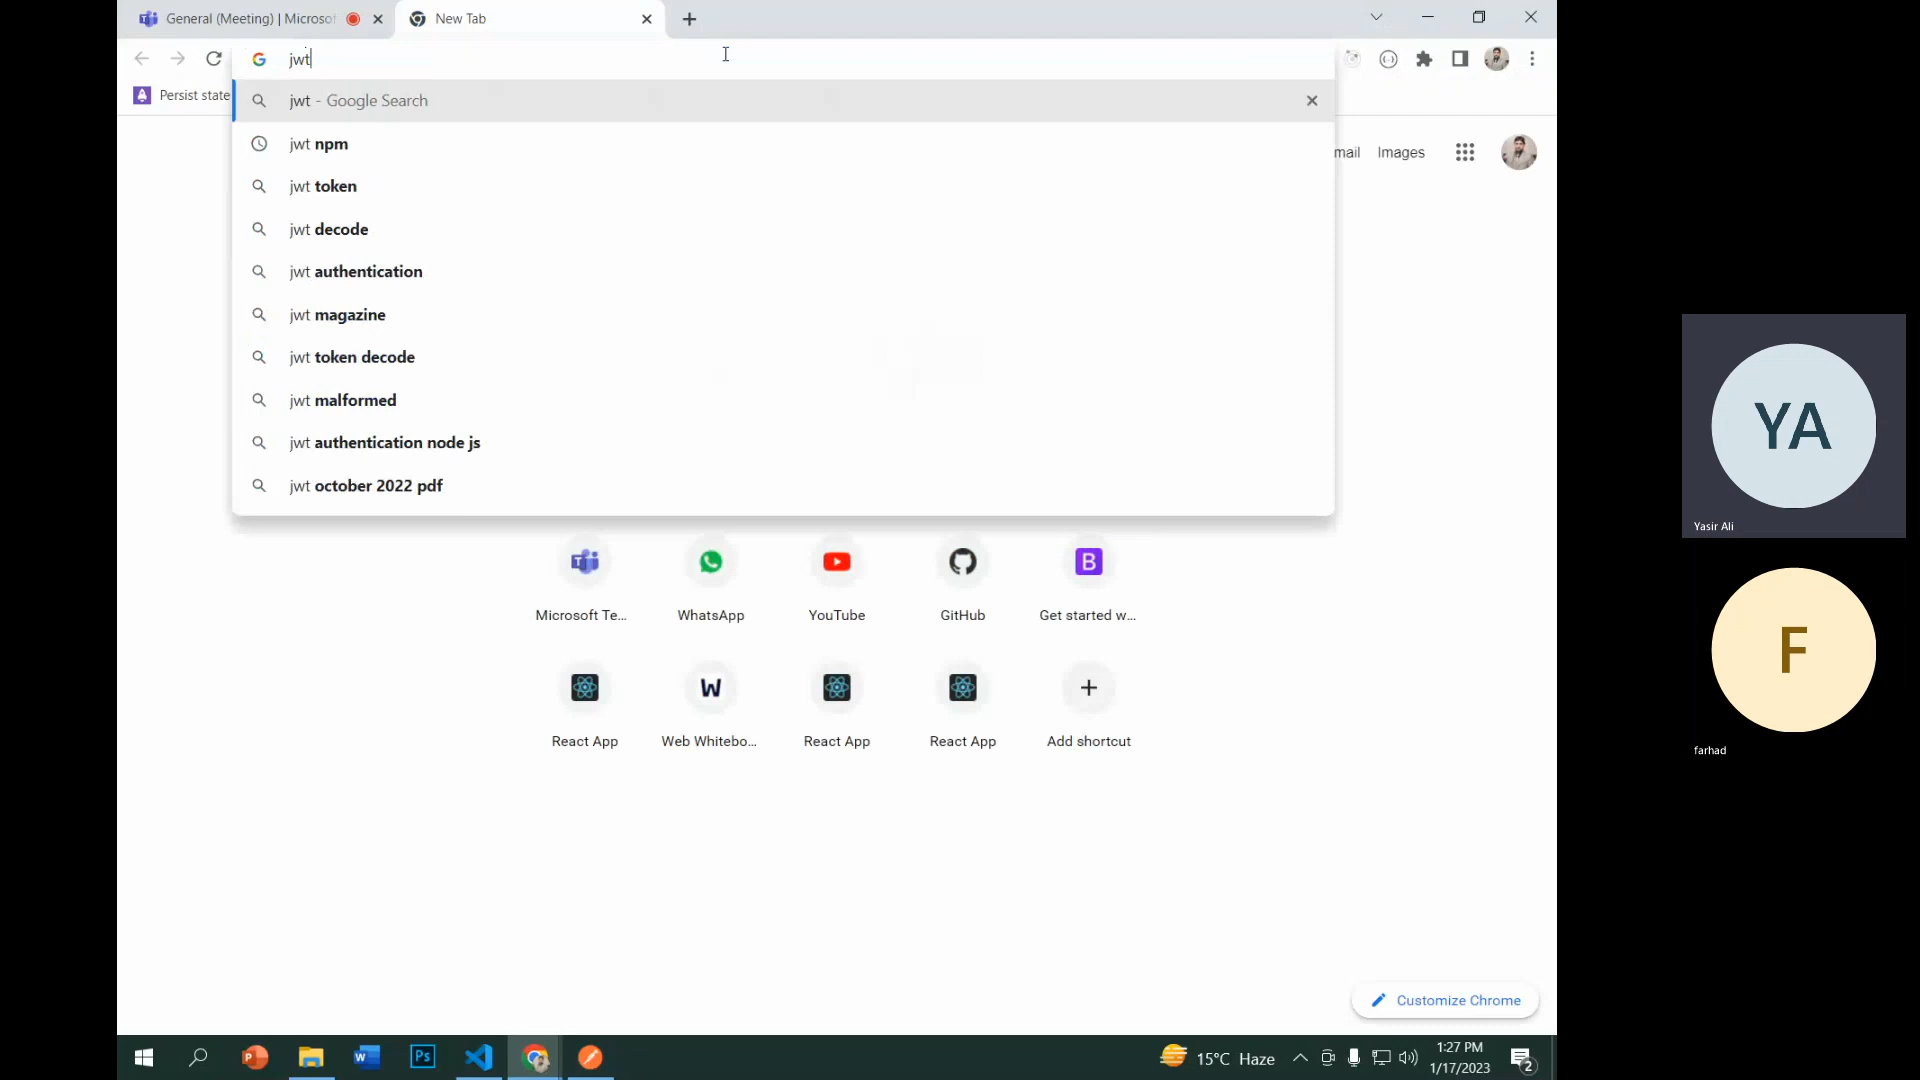 General (Meeting) | Microsof
New Tab
jwt
Persist state
jwt - Google Search
jwt npm
jwt token
jwt decode
jwt authentication
jwt magazine
jwt token decode
jwt malformed
jwt authentication node js
jwt october 2022 pdf
mail
Images
Microsoft Te...
WhatsApp
YouTube
GitHub
B
Get started w...
React App
W
Web Whitebo...
React App
React App
Add shortcut
Customize Chrome
YA
Yasir Ali
F
farhad
Ps
15°C Haze
1:27 PM
1/17/2023
2